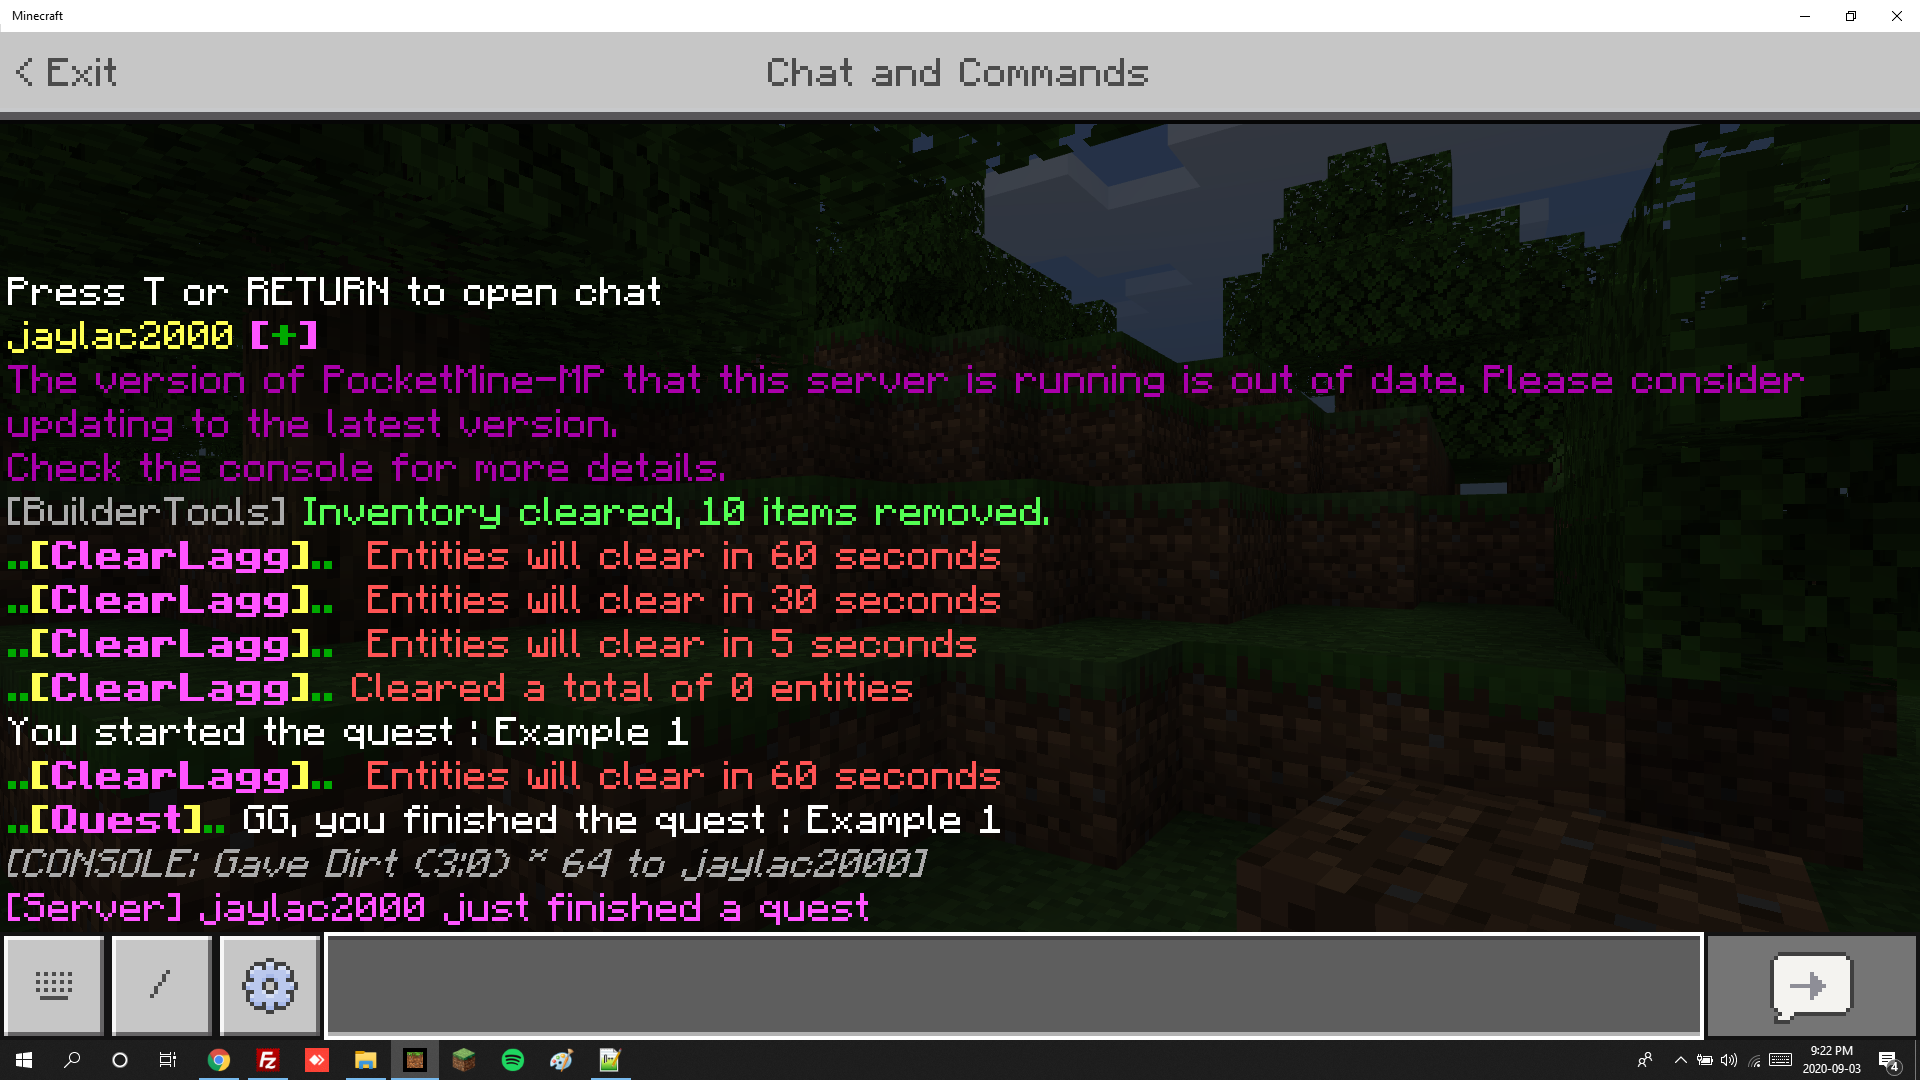 Minecraft
< Exit
Chat and Commands
Press T or RETURN to open chat
jaylac2000 [+]
The version of PocketMine-MP that this server is running is out of date. Please consider
updating to the latest version.
Check the console for more details.
[BuilderTools] Inventory cleared, 10 items removed.
..[ClearLagg].. Entities will clear in 60 seconds
..[ClearLagg].. Entities will clear in 30 seconds
..[ClearLagg].. Entities will clear in 5 seconds
..[ClearLagg].. Cleared a total of 0 entities
You started the quest : Example 1
..[ClearLagg].. Entities will clear in 60 seconds
..[Quest].. GG, you finished the quest : Example 1
[CONSOLE: Gave Dirt (3:0) * 64 to jaylac2000]
[Server] jaylac2000 just finished a quest
/
Fz
9:22 PM
2020-09-03
4